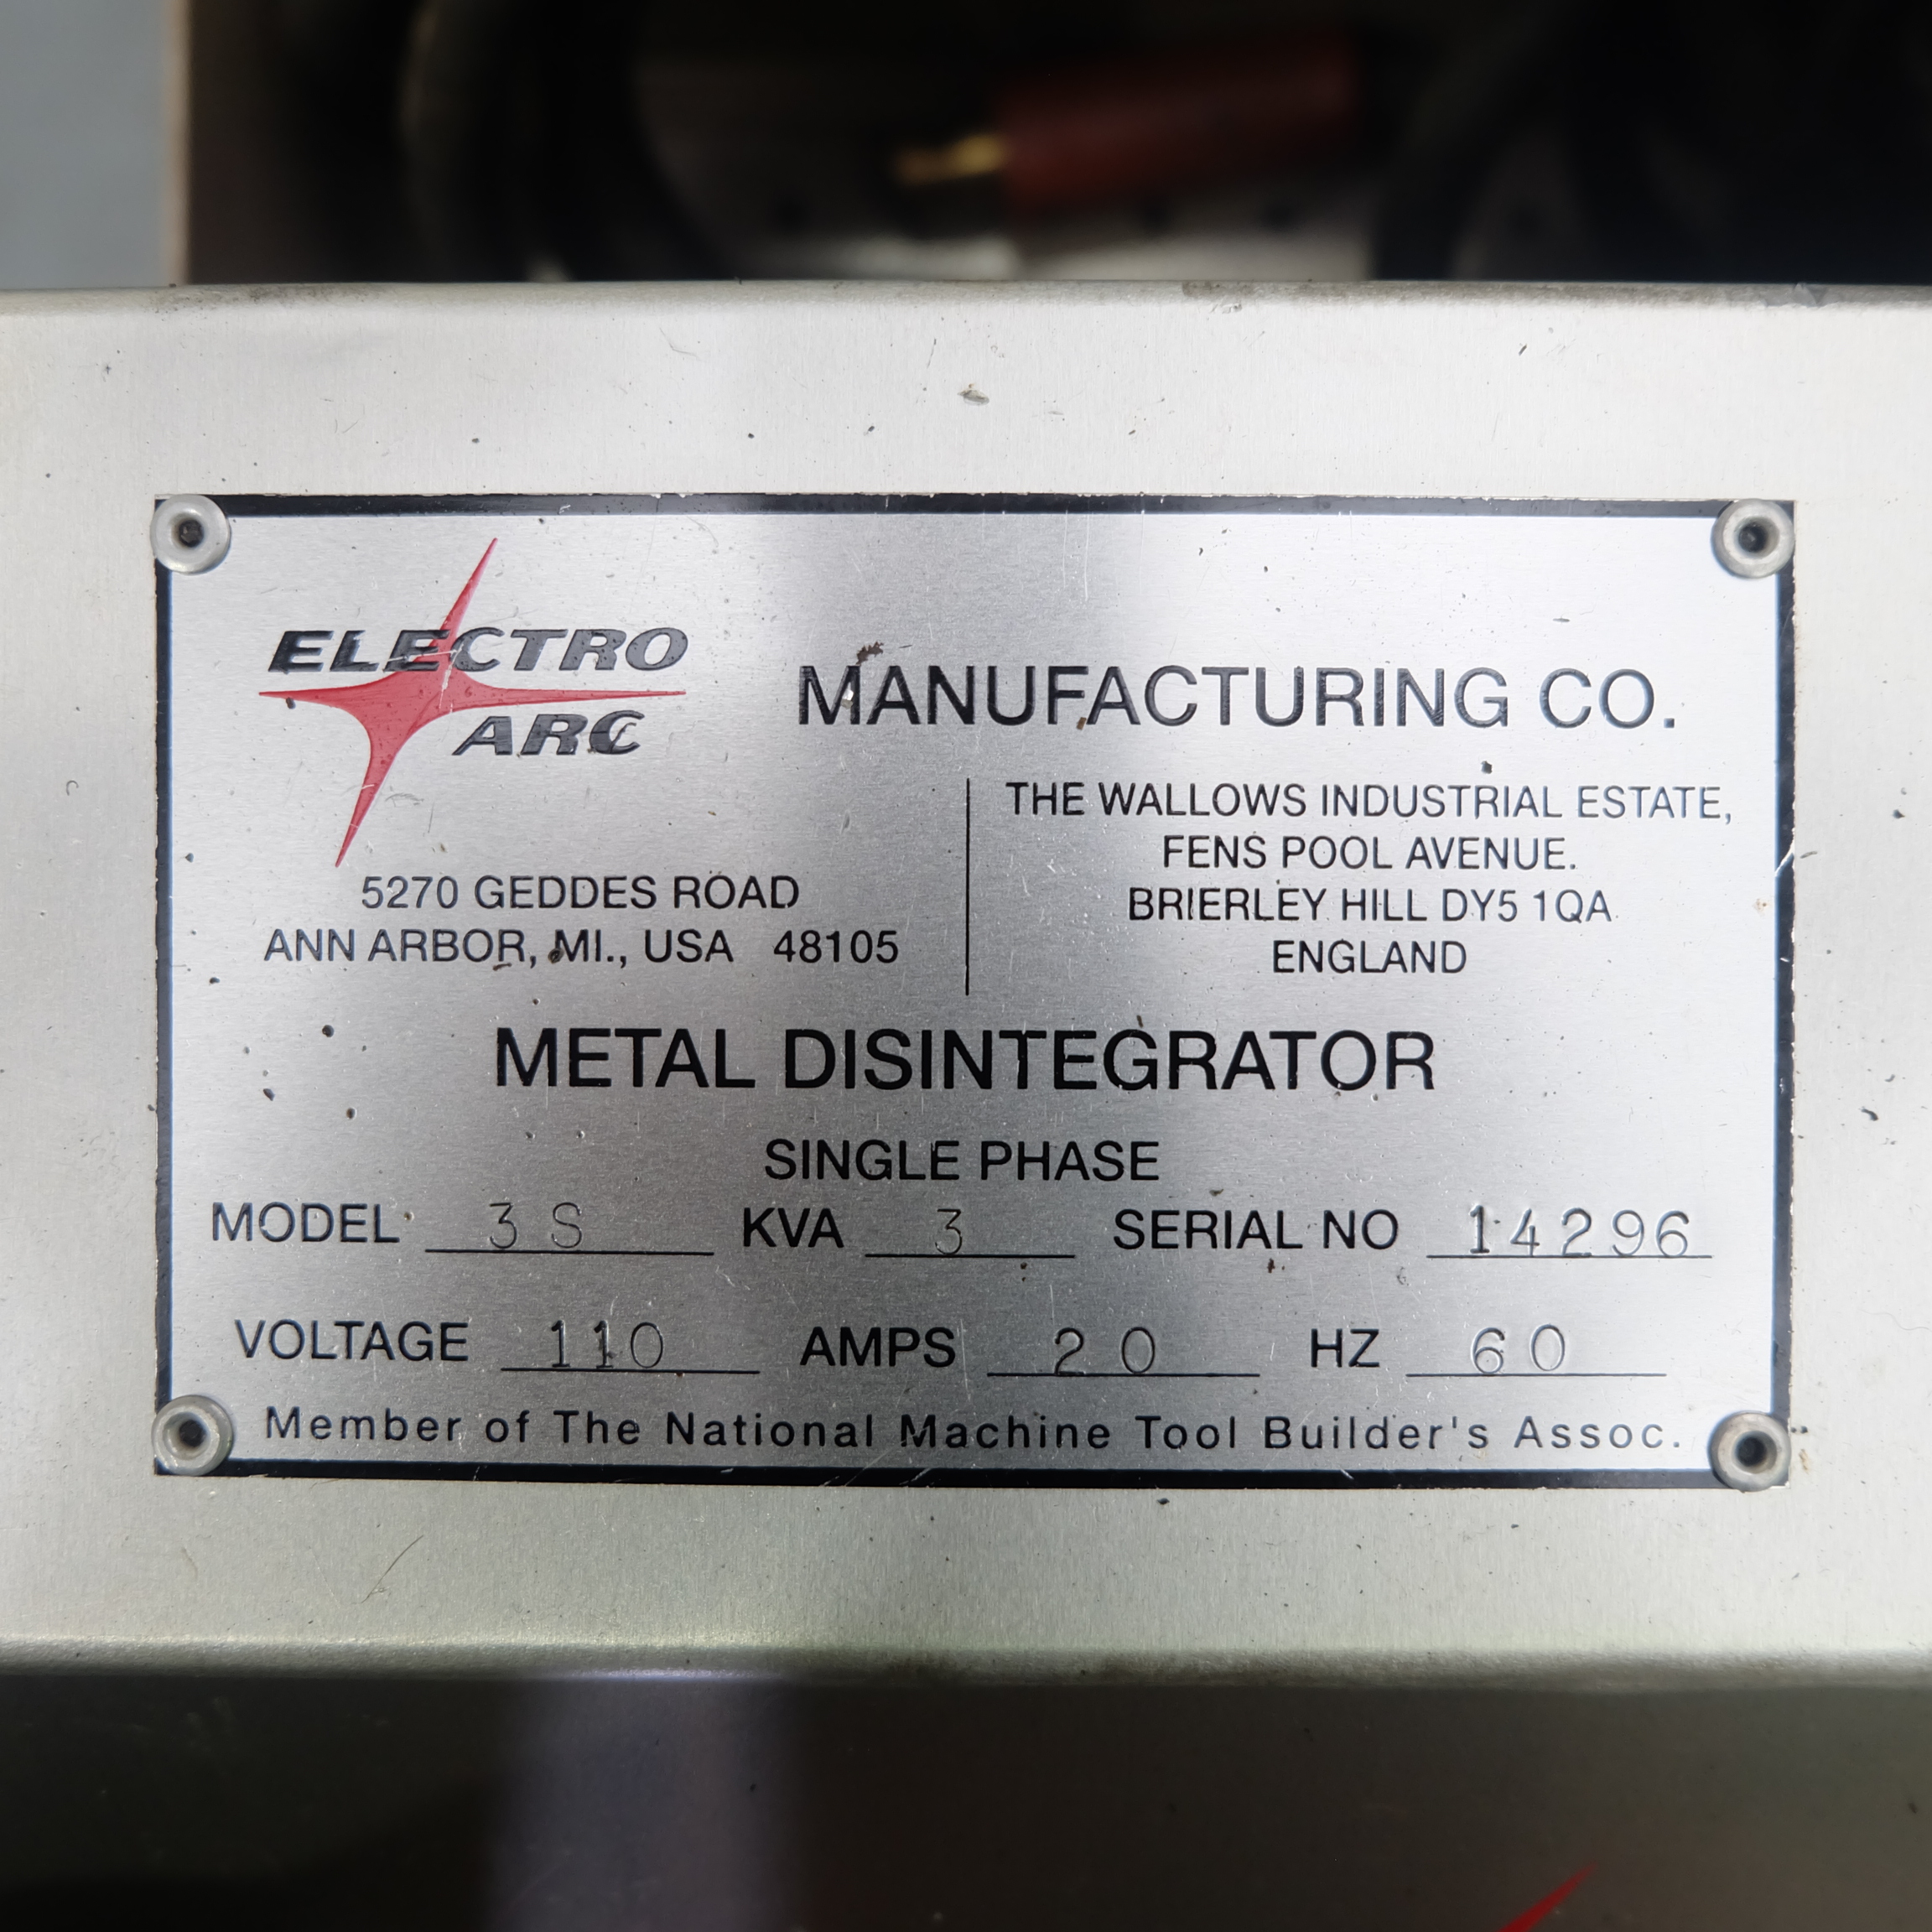 ELECTRO
ARC
MANUFACTURING CO.
5270 GEDDES ROAD
ANN ARBOR, MI., USA 48105
THE WALLOWS INDUSTRIAL ESTATE,
FENS POOL AVENUE.
BRIERLEY HILL DY5 1QA
ENGLAND
METAL DISINTEGRATOR
SINGLE PHASE
MODEL 3S KVA 3 SERIAL NO 14296
VOLTAGE 110 AMPS 20 HZ 60
Member of The National Machine Tool Builder's Assoc.